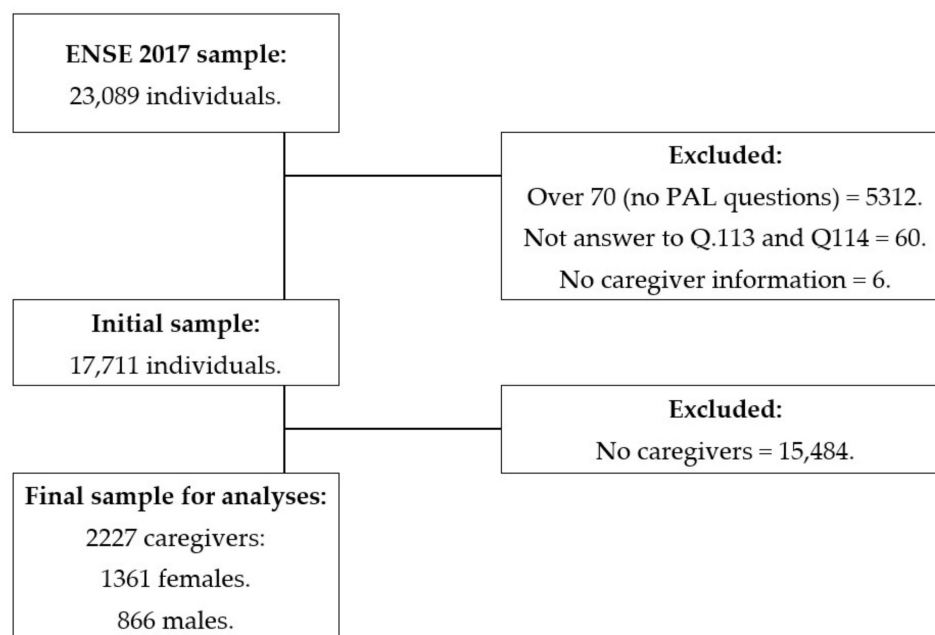 ENSE 2017 sample:
23,089 individuals.
Excluded:
Over 70 (no PAL questions) = 5312.
Not answer to Q.113 and Q114 = 60.
No caregiver information = 6.
Initial sample:
17,711 individuals.
Excluded:
No caregivers = 15,484.
Final sample for analyses:
2227 caregivers:
1361 females.
866 males.